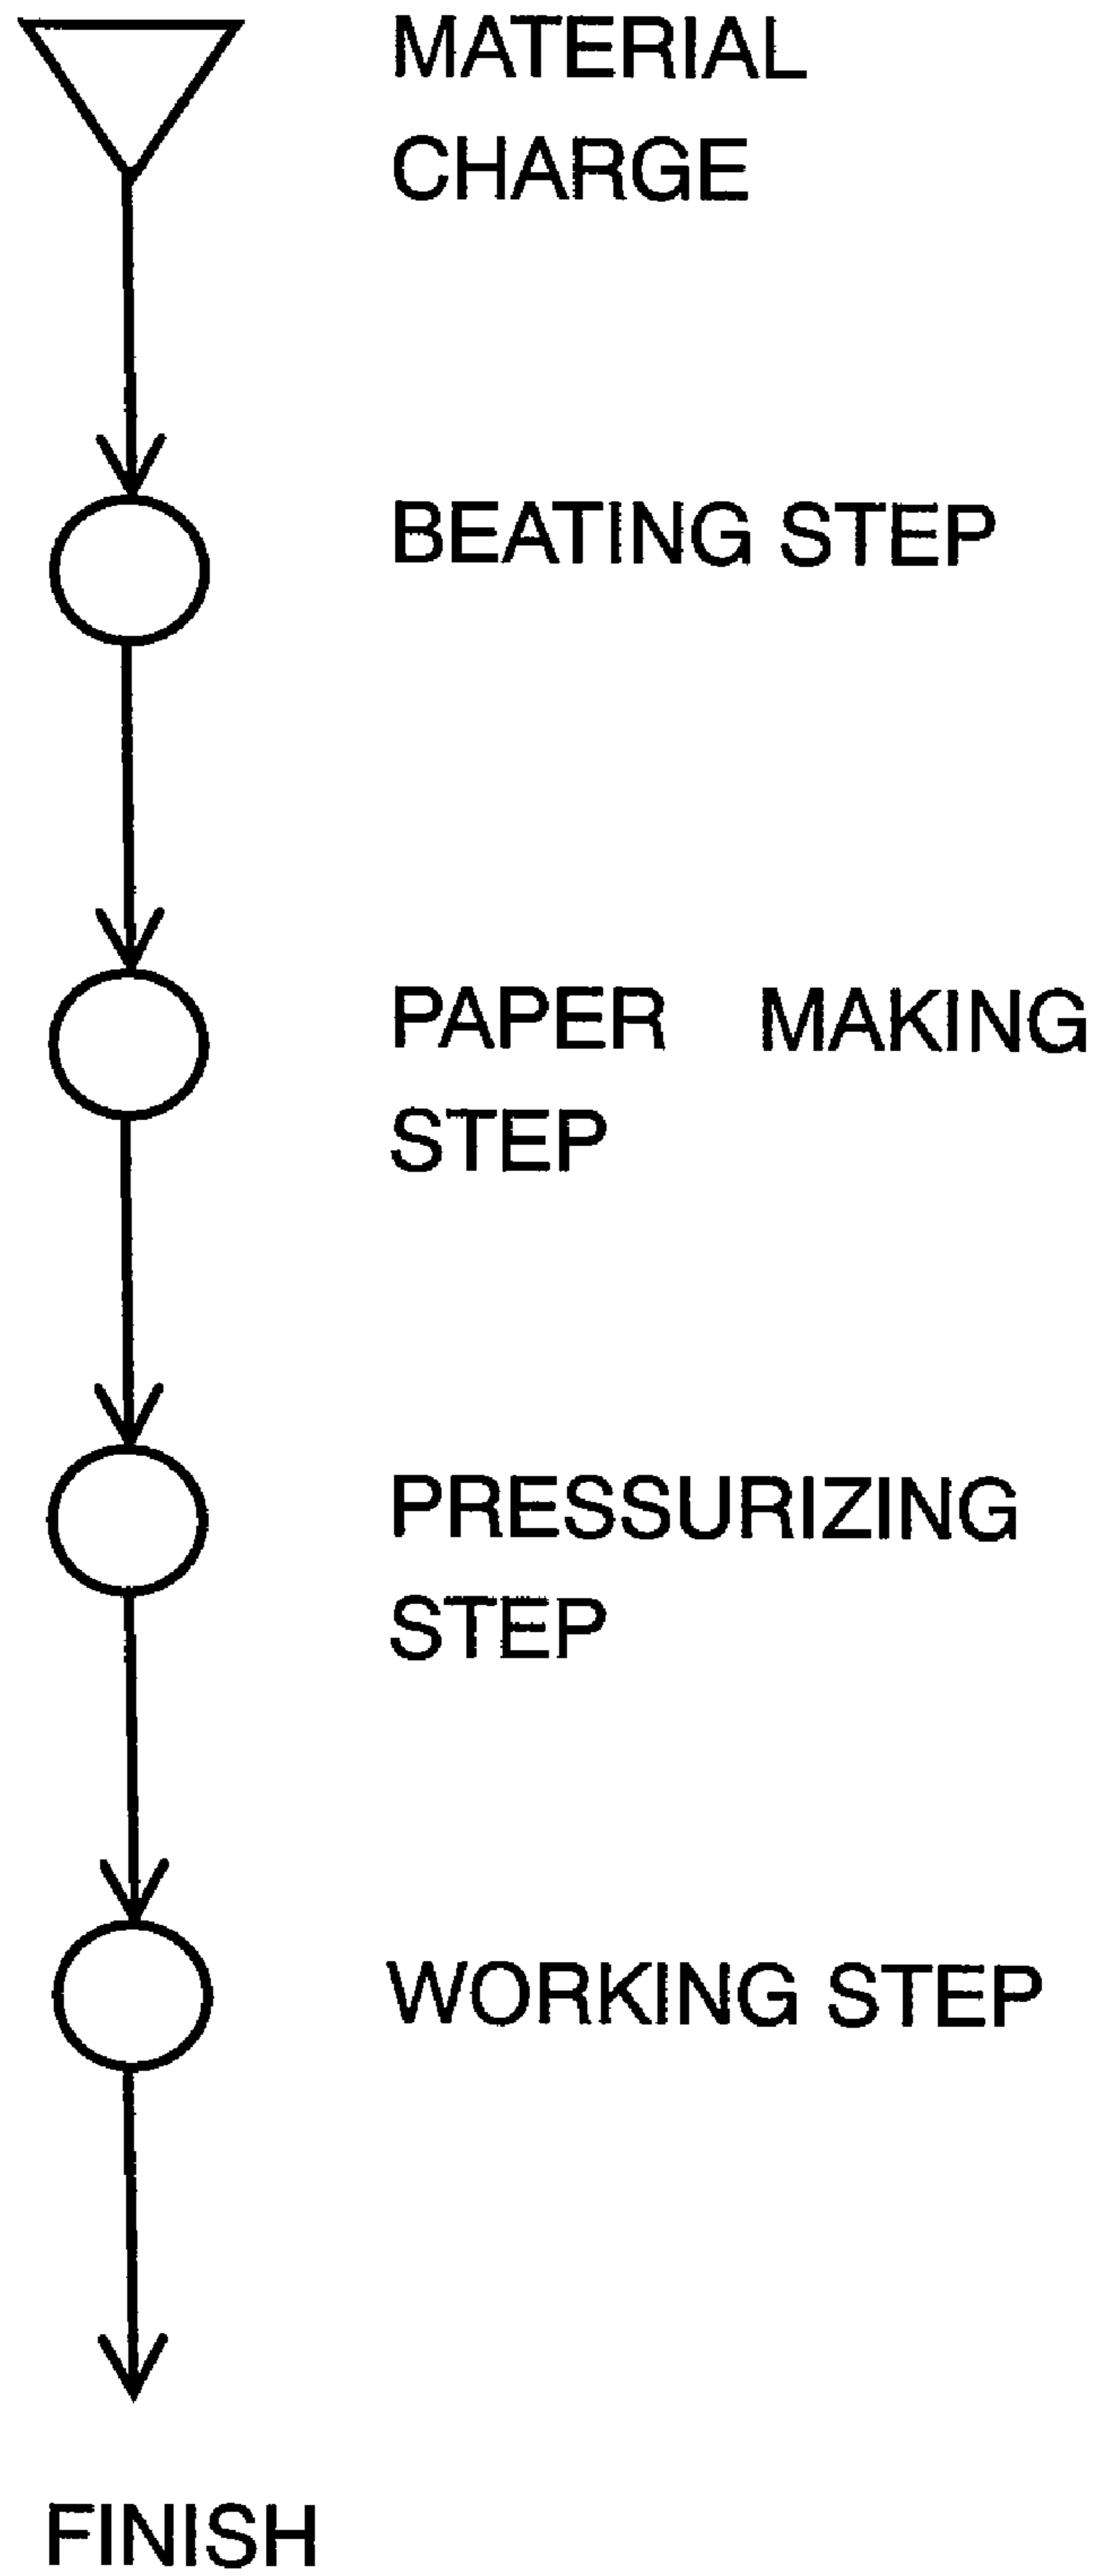 MATERIAL
CHARGE
BEATING STEP
PAPER MAKING
STEP
PRESSURIZING
STEP
WORKING STEP
FINISH